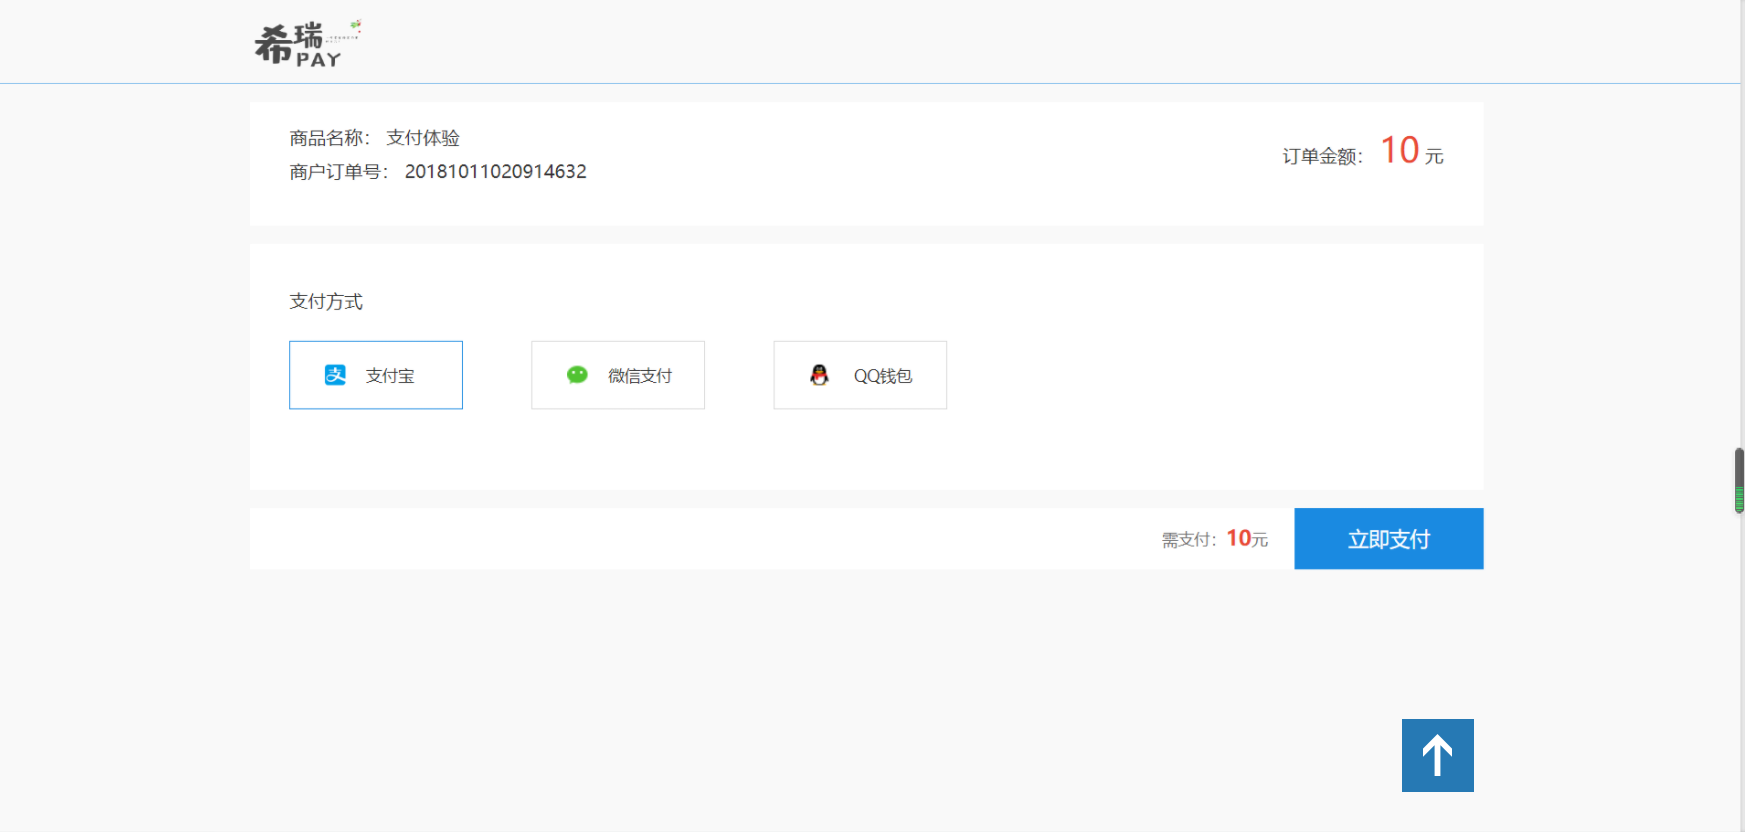 希瑞
PAY
商品名称： 支付体验
商户订单号： 20181011020914632
订单金额： 10 元
支付方式
支付宝
微信支付
QQ钱包
需支付：10元
立即支付